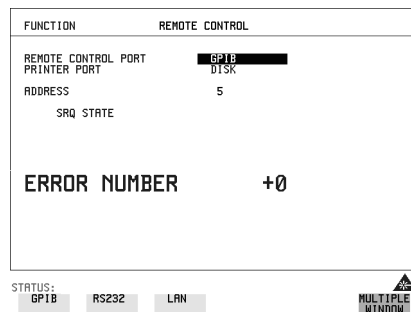 FUNCTION REMOTE CONTROL
REMOTE CONTROL PORT GPIB
PRINTER PORT DISK
ADDRESS 5
SRQ STATE
ERROR NUMBER +0
STATUS:
GPIB RS232 LAN MULTIPLE
WINDOW